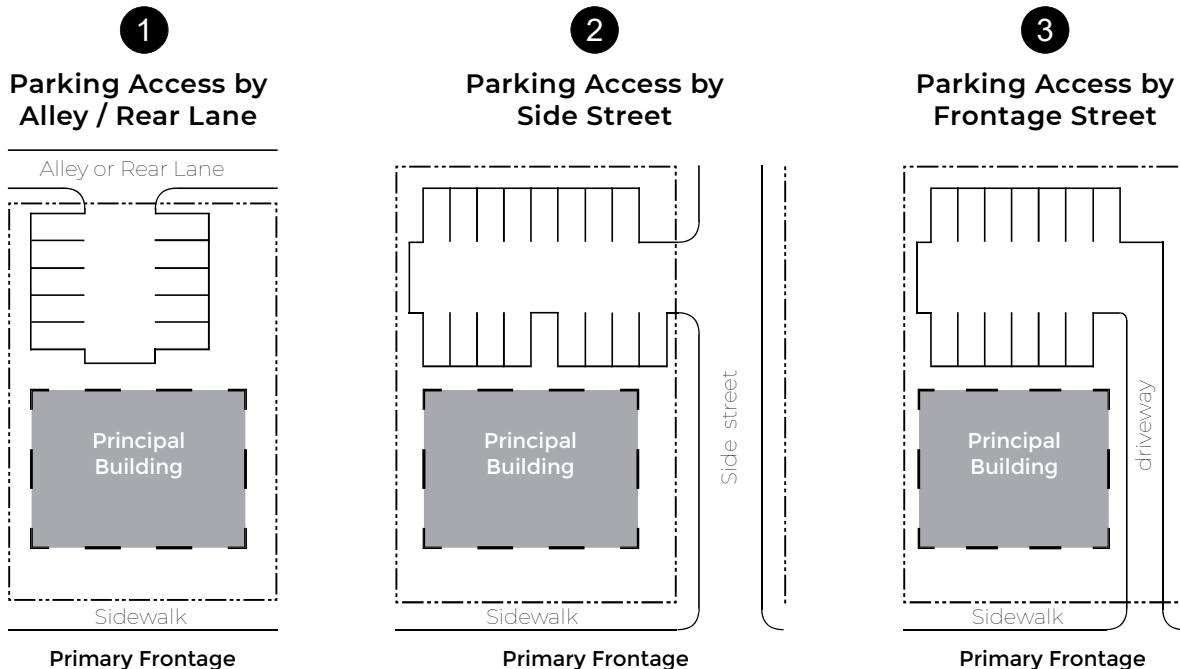 1
Parking Access by
Alley / Rear Lane
Alley or Rear Lane
Principal
Building
Sidewalk
Primary Frontage
2
Parking Access by
Side Street
Side street
Principal
Building
Sidewalk
Primary Frontage
3
Parking Access by
Frontage Street
driveway
Principal
Building
Sidewalk
Primary Frontage